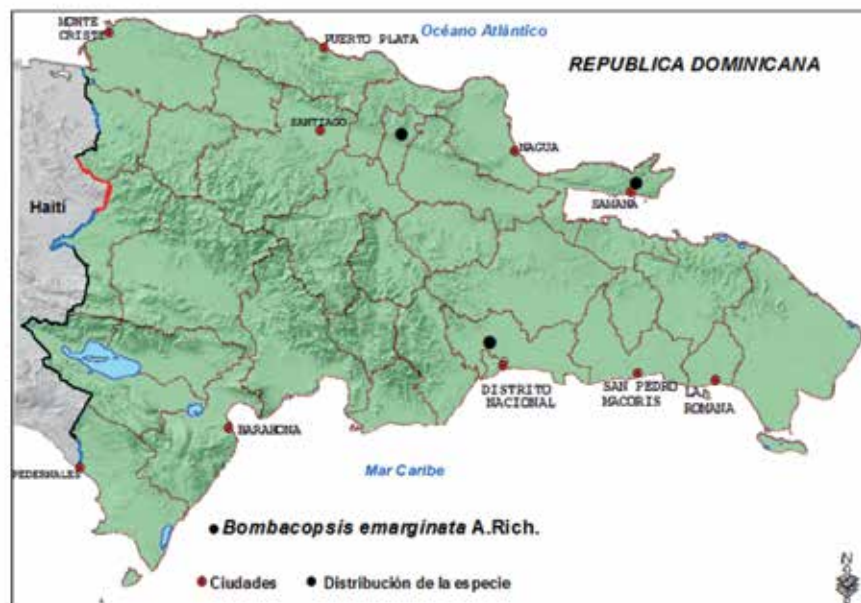 MONTE
CRISTI
PUERTO PLATA
Océano Atlántico
REPUBLICA DOMINICANA
SANTIAGO
NAGUA
SAMANA
Haití
DISTRITO
NACIONAL
SAN PEDRO
MACORIS
LA
ROMANA
BARAHONA
PEDERNALES
Mar Caribe
Bombacopsis emarginata A.Rich.
Ciudades
Distribución de la especie